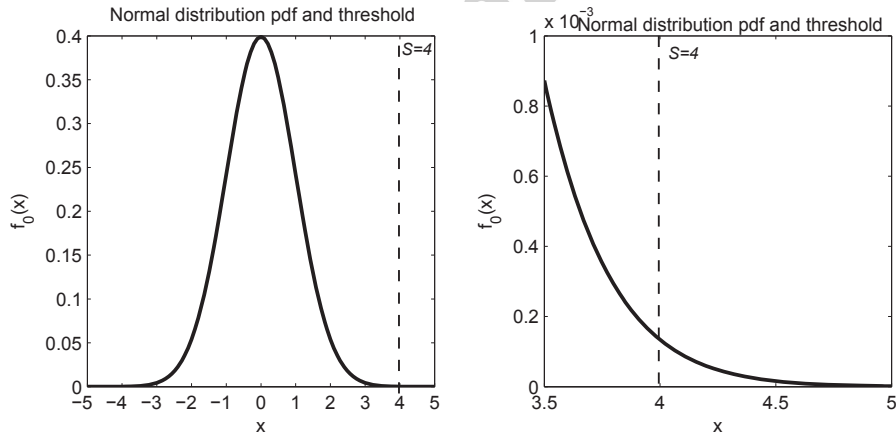 Normal distribution pdf and threshold
S=4
0.4
0.35
0.3
0.25
0.2
0.15
0.1
0.05
0
−5 −4 −3 −2 −1 0 1 2 3 4 5
f0(x)
x
x 10−3
Normal distribution pdf and threshold
S=4
1
0.8
0.6
0.4
0.2
0
3.5 4 4.5 5
f0(x)
x